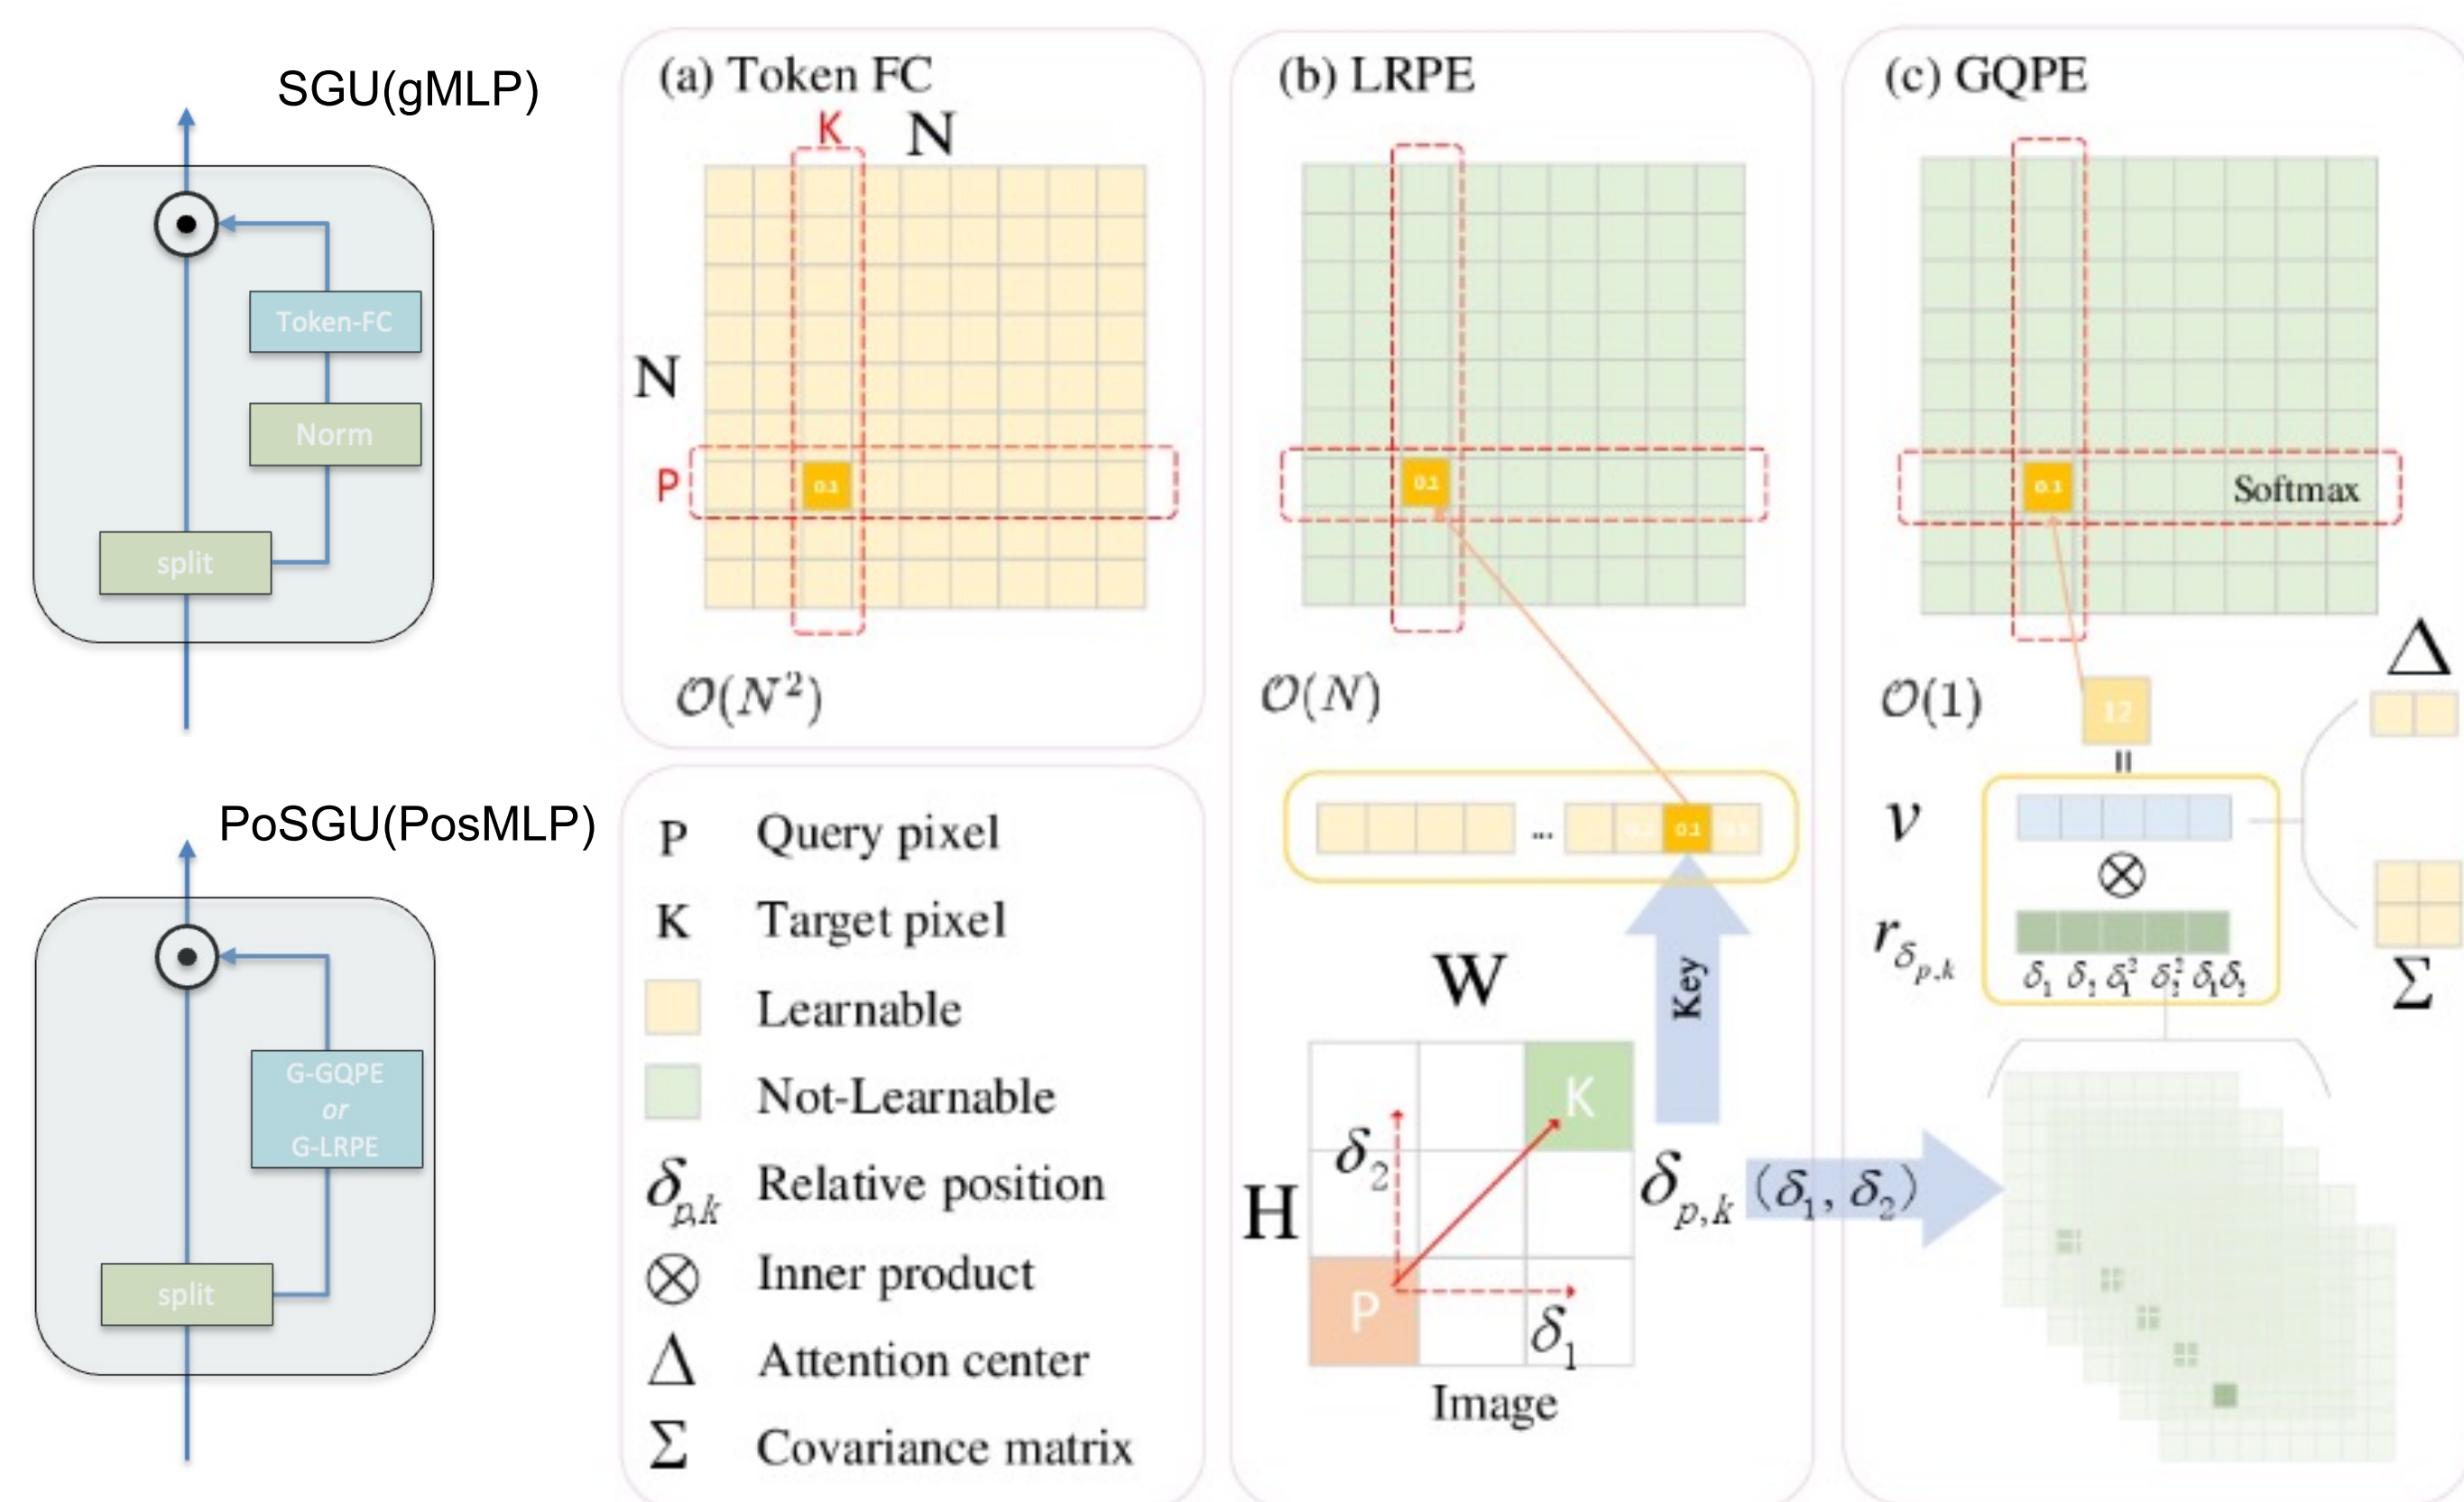 SGU(gMLP)
Token-FC
Norm
split
PoSGU(PosMLP)
G-GQPE
or
G-LRPE
split
(a) Token FC
K N
N
P
0.1
𝒪(N²)
P Query pixel
K Target pixel
Learnable
Not-Learnable
δp,k Relative position
⊗ Inner product
Δ Attention center
Σ Covariance matrix
(b) LRPE
0.1
𝒪(N)
... 0.1
Key
W
H
K
δ₂
P
δ₁
Image
δp,k (δ₁, δ₂)
(c) GQPE
0.1 Softmax
𝒪(1)
12
=
Δ
v
⊗
rδp,k
δ₁ δ₂ δ₁² δ₂² δ₁δ₂
Σ